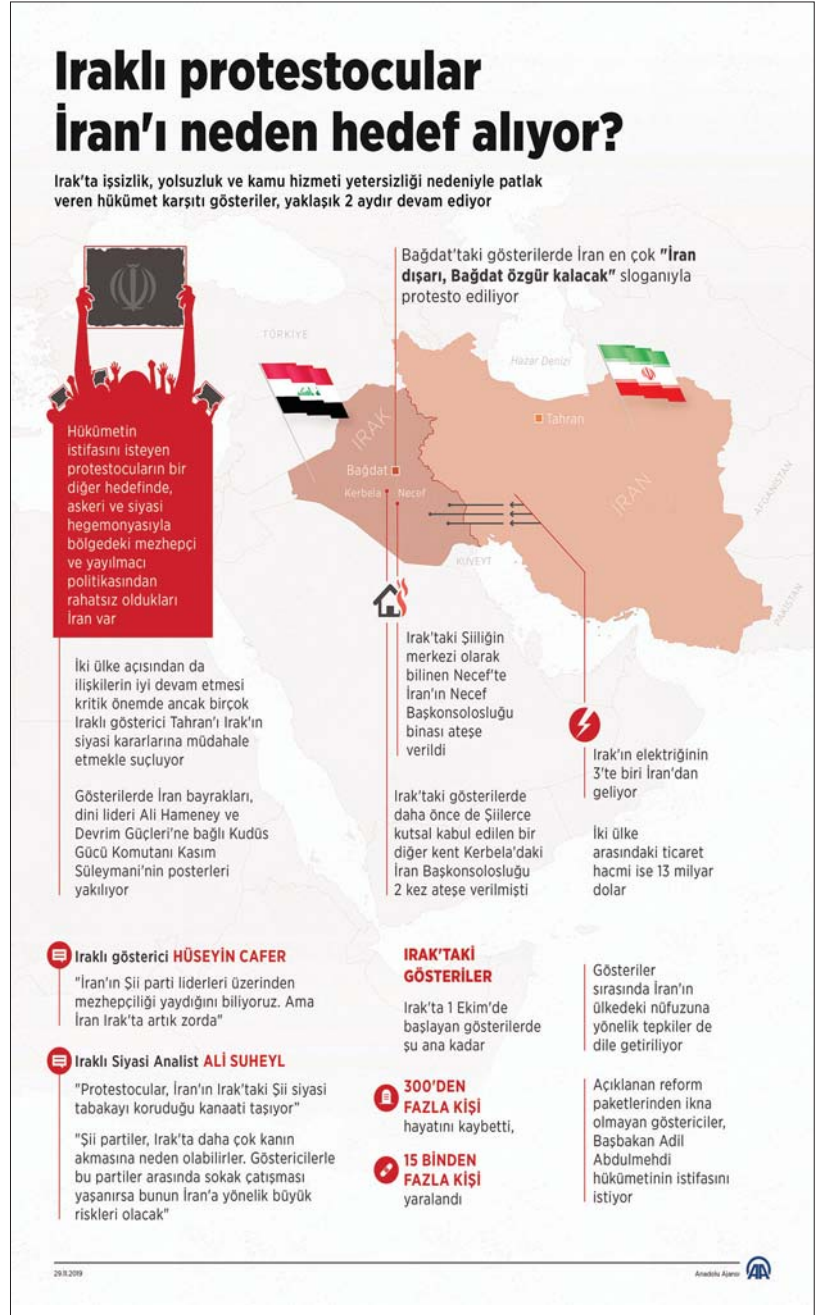 Iraklı protestocular
İran'ı neden hedef alıyor?
Irak'ta işsizlik, yolsuzluk ve kamu hizmeti yetersizliği nedeniyle patlak
veren hükümet karşıtı gösteriler, yaklaşık 2 aydır devam ediyor
Bağdat'taki gösterilerde İran en çok "İran
dışarı, Bağdat özgür kalacak" sloganıyla
protesto ediliyor
TÜRKİYE
Hazar Denizi
IRAK
Bağdat
Kerbela
Necef
Tahran
IRAN
AFGANİSTAN
PAKİSTAN
KUVEYT
Hükümetin
istifasını isteyen
protestocuların bir
diğer hedefinde,
askeri ve siyasi
hegemonyasıyla
bölgedeki mezhepçi
ve yayılmacı
politikasından
rahatsız oldukları
İran var
İki ülke açısından da
ilişkilerin iyi devam etmesi
kritik önemde ancak birçok
Iraklı gösterici Tahran'ı Irak'ın
siyasi kararlarına müdahale
etmekle suçluyor
Gösterilerde İran bayrakları,
dini lideri Ali Hameney ve
Devrim Güçleri'ne bağlı Kudüs
Gücü Komutanı Kasım
Süleymani'nin posterleri
yakılıyor
Irak'taki Şiiliğin
merkezi olarak
bilinen Necef'te
İran'ın Necef
Başkonsolosluğu
binası ateşe
verildi
Irak'taki gösterilerde
daha önce de Şiilerce
kutsal kabul edilen bir
diğer kent Kerbela'daki
İran Başkonsolosluğu
2 kez ateşe verilmişti
Irak'ın elektriğinin
3'te biri İran'dan
geliyor
İki ülke
arasındaki ticaret
hacmi ise 13 milyar
dolar
Iraklı gösterici HÜSEYİN CAFER
"İran'ın Şii parti liderleri üzerinden
mezhepçiliği yaydığını biliyoruz. Ama
İran Irak'ta artık zorda"
Iraklı Siyasi Analist ALİ SUHEYL
"Protestocular, İran'ın Irak'taki Şii siyasi
tabakayı koruduğu kanaati taşıyor"
"Şii partiler, Irak'ta daha çok kanın
akmasına neden olabilirler. Göstericilerle
bu partiler arasında sokak çatışması
yaşanırsa bunun İran'a yönelik büyük
riskleri olacak"
IRAK'TAKİ
GÖSTERİLER
Irak'ta 1 Ekim'de
başlayan gösterilerde
şu ana kadar
300'DEN
FAZLA KİŞİ
hayatını kaybetti,
15 BİNDEN
FAZLA KİŞİ
yaralandı
Gösteriler
sırasında İran'ın
ülkedeki nüfuzuna
yönelik tepkiler de
dile getiriliyor
Açıklanan reform
paketlerinden ikna
olmayan göstericiler,
Başbakan Adil
Abdulmehdi
hükümetinin istifasını
istiyor
29.11.2019
Anadolu Ajansı
AA